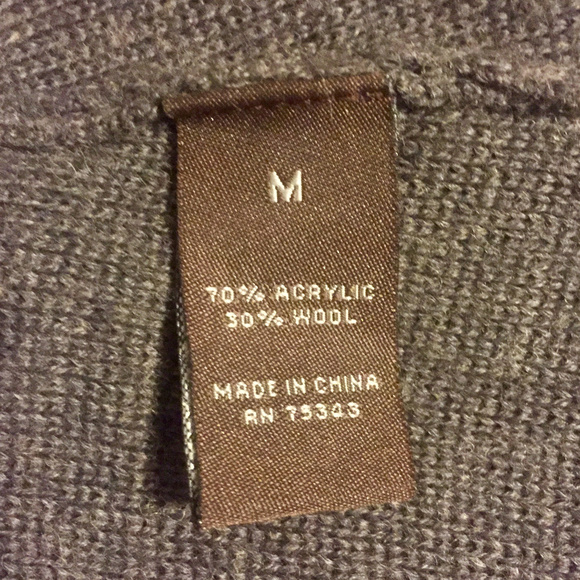 M
70% ACRYLIC
30% WOOL
MADE IN CHINA
RN 75343